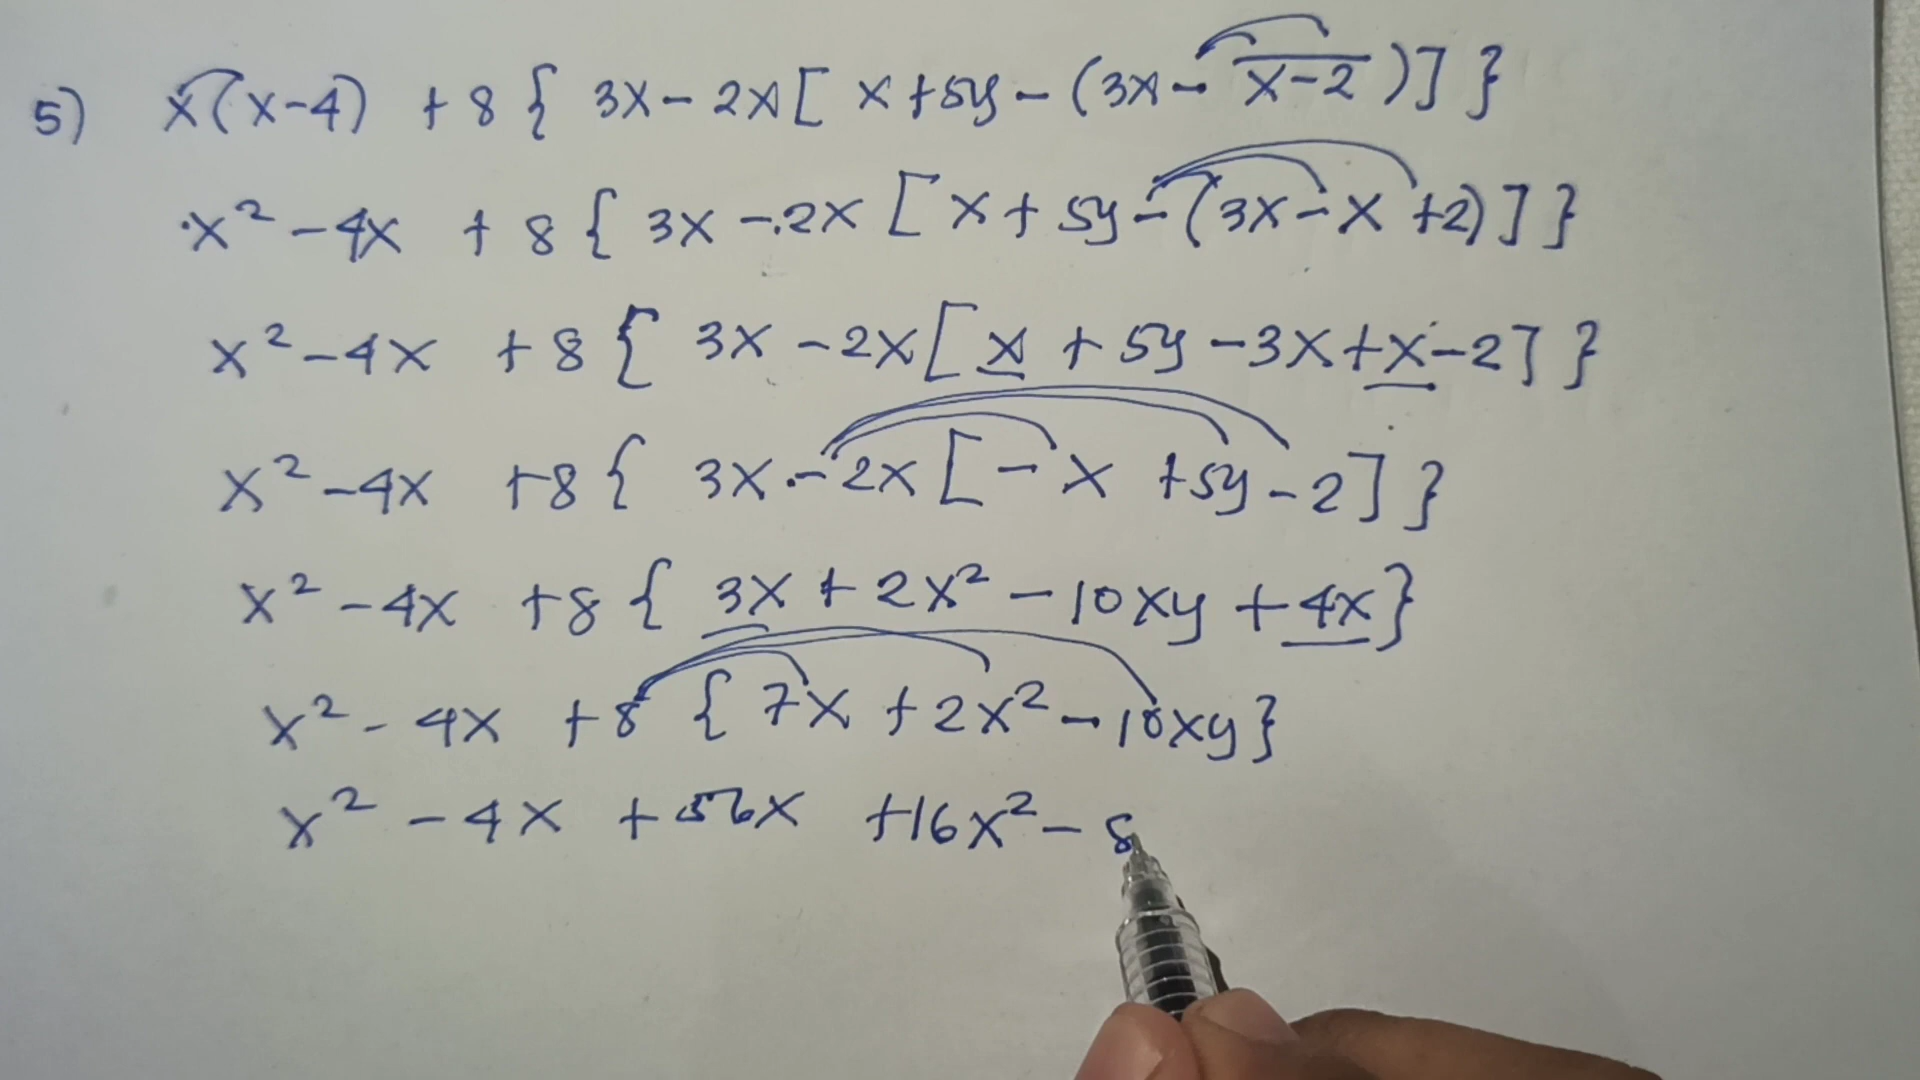 5) x(x-4) +8{ 3x-2x[ x+5y-(3x- x̅-̅2̅ )]}
x²-4x +8{ 3x-2x[x+5y-(3x-x+2)]}
x²-4x +8{ 3x-2x[x+5y-3x+x-2]}
x²-4x +8{ 3x-2x[-x+5y-2]}
x²-4x +8{ 3x+2x²-10xy+4x}
x²-4x +8{7x+2x²-10xy}
x²-4x+56x+16x²-8